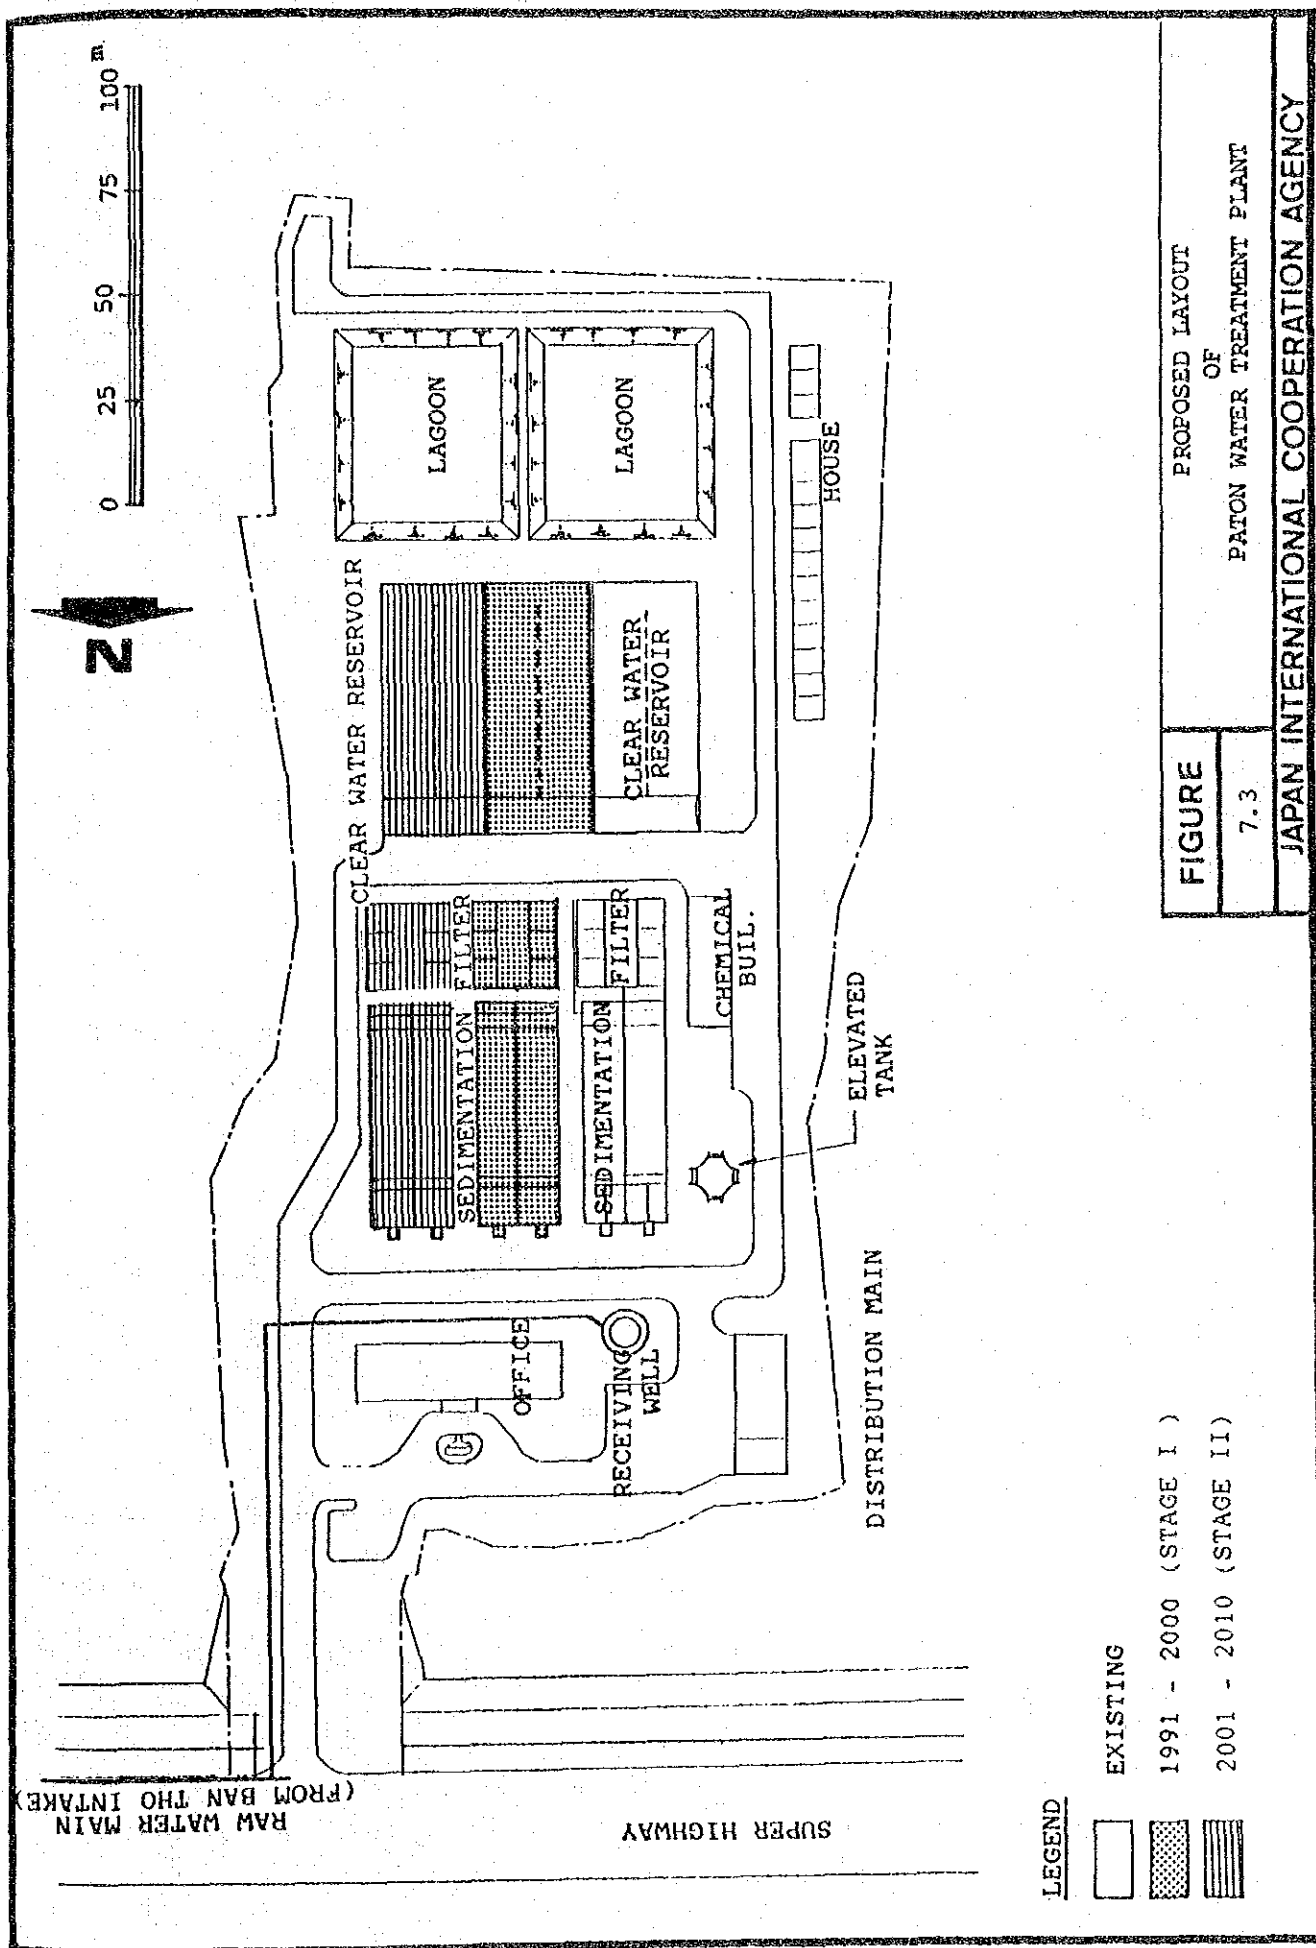 0 25 50 75 100 m
N
RAW WATER MAIN
(FROM BAN THO INTAKE)
SUPER HIGHWAY
OFFICE
RECEIVING
WELL
SEDIMENTATION
FILTER
SEDIMENTATION
FILTER
CLEAR WATER RESERVOIR
CLEAR WATER
RESERVOIR
LAGOON
LAGOON
CHEMICAL
BUIL.
HOUSE
ELEVATED
TANK
DISTRIBUTION MAIN
LEGEND
EXISTING
1991 - 2000 (STAGE I )
2001 - 2010 (STAGE II)
FIGURE
7.3
PROPOSED LAYOUT
OF
PATON WATER TREATMENT PLANT
JAPAN INTERNATIONAL COOPERATION AGENCY